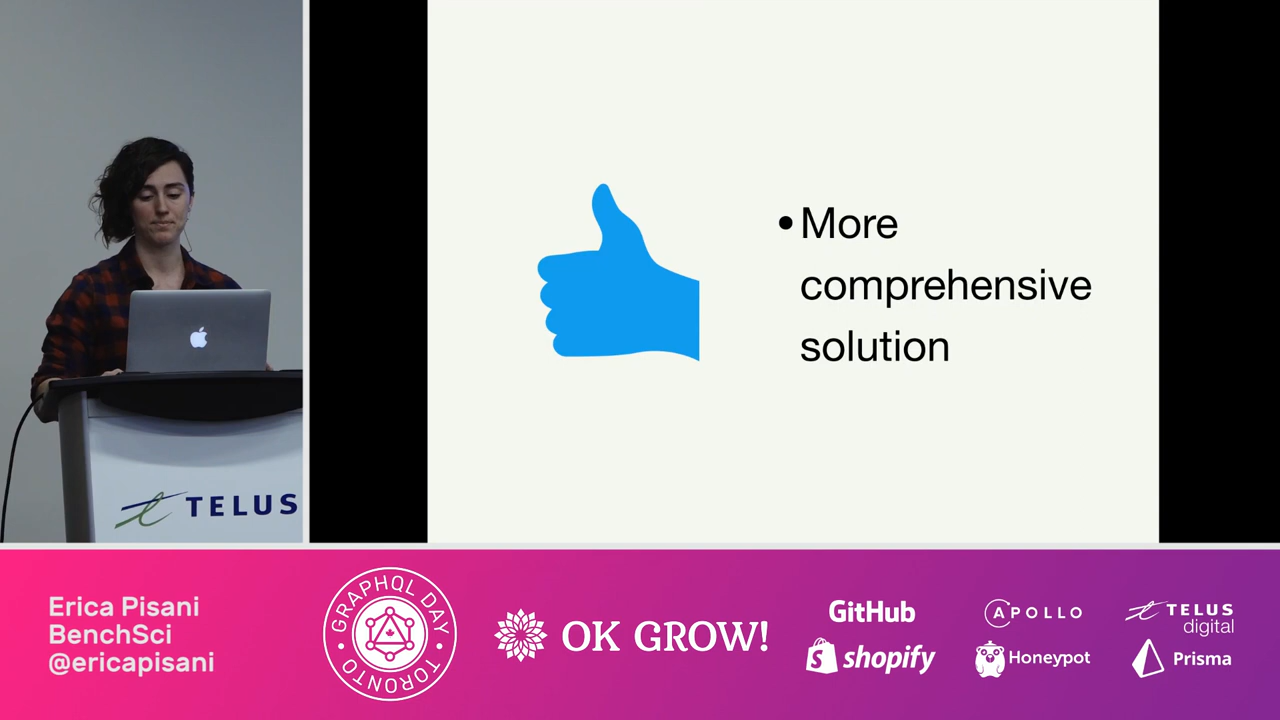 • More
comprehensive
solution
TELUS
Erica Pisani
BenchSci
@ericapisani
GRAPHQL DAY
TORONTO
OK GROW!
GitHub
APOLLO
TELUS
digital
shopify
Honeypot
Prisma